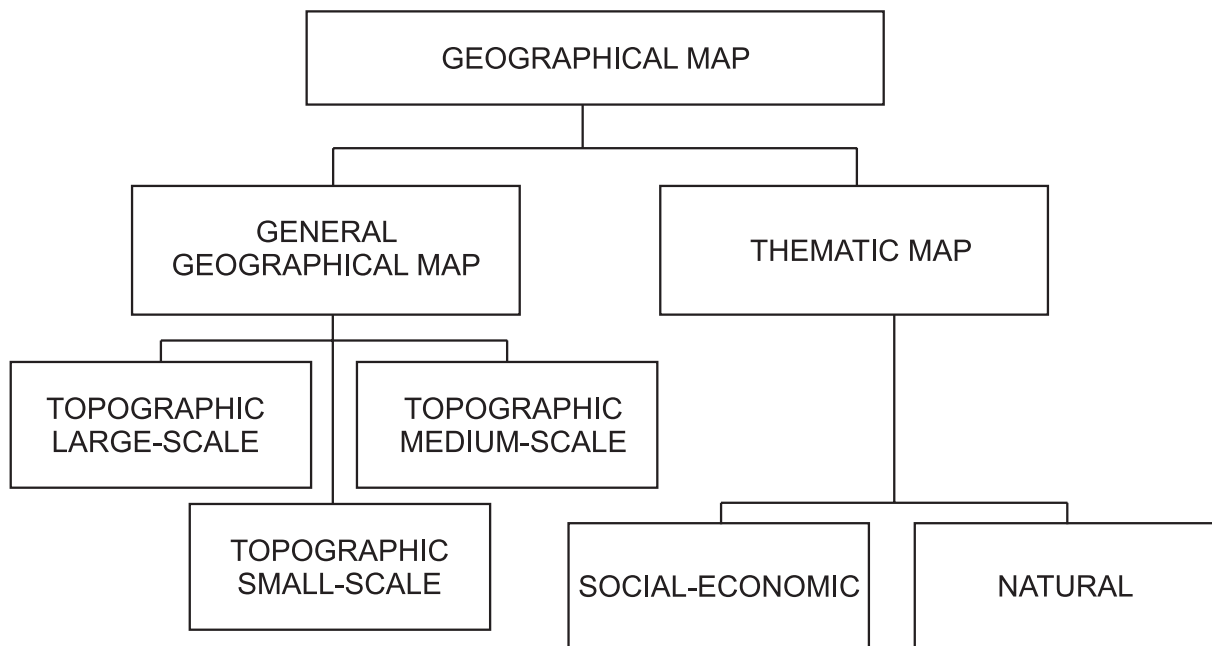 GEOGRAPHICAL MAP
GENERAL
GEOGRAPHICAL MAP
THEMATIC MAP
TOPOGRAPHIC
LARGE-SCALE
TOPOGRAPHIC
MEDIUM-SCALE
TOPOGRAPHIC
SMALL-SCALE
SOCIAL-ECONOMIC
NATURAL